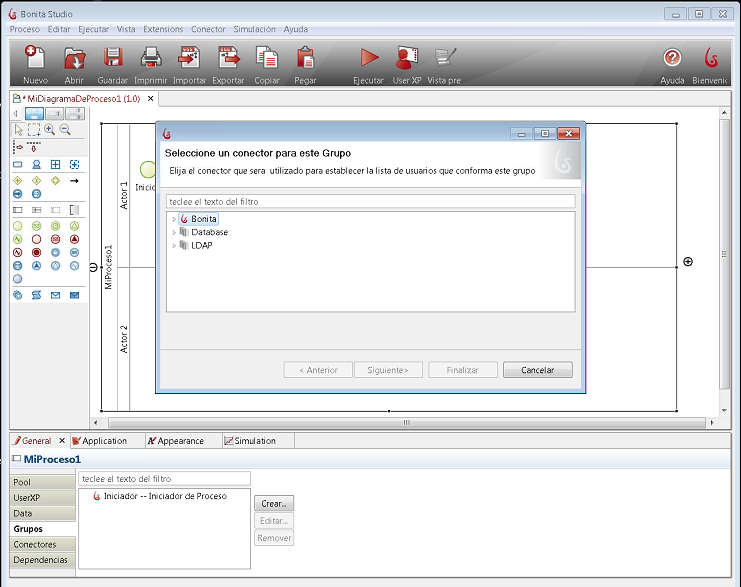 Bonita Studio
Proceso Editar Ejecutar Vista Extensions Conector Simulación Ayuda
Nuevo Abrir Guardar Imprimir Importar Exportar Copiar Pegar Ejecutar User XP Vista pre Ayuda Bienveni
* MiDiagramaDeProceso1 (1.0)
MiProceso1
Actor 1
Inicio
Actor 2
Seleccione un conector para este Grupo
Elija el conector que sera utilizado para establecer la lista de usuarios que conforma este grupo
teclee el texto del filtro
Bonita
Database
LDAP
< Anterior Siguiente> Finalizar Cancelar
General Application Appearance Simulation
MiProceso1
Pool
UserXP
Data
Grupos
Conectores
Dependencias
teclee el texto del filtro
Iniciador -- Iniciador de Proceso
Crear...
Editar...
Remover